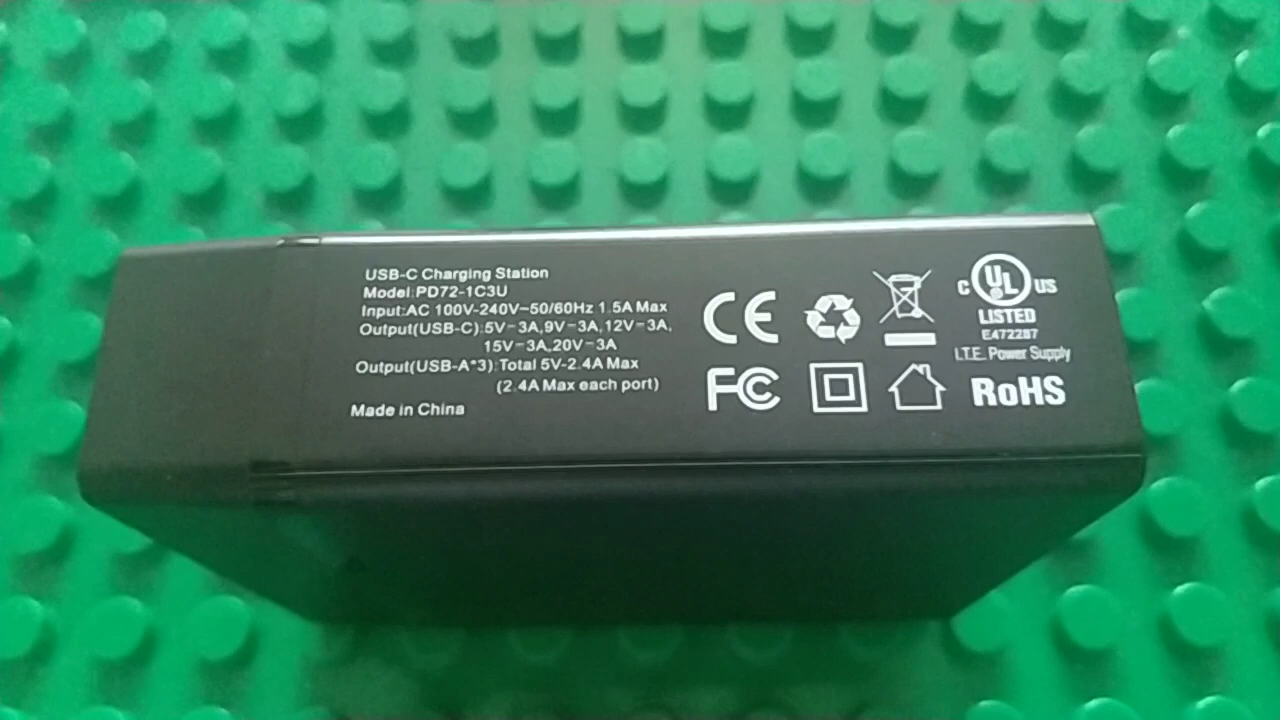 USB-C Charging Station
Model:PD72-1C3U
Input:AC 100V-240V~50/60Hz 1.5A Max
Output(USB-C):5V⎓3A,9V⎓3A,12V⎓3A,
15V⎓3A,20V⎓3A
Output(USB-A*3):Total 5V-2.4A Max
(2.4A Max each port)
Made in China
CE
FC
C UL US
LISTED
E472287
I.T.E. Power Supply
RoHS